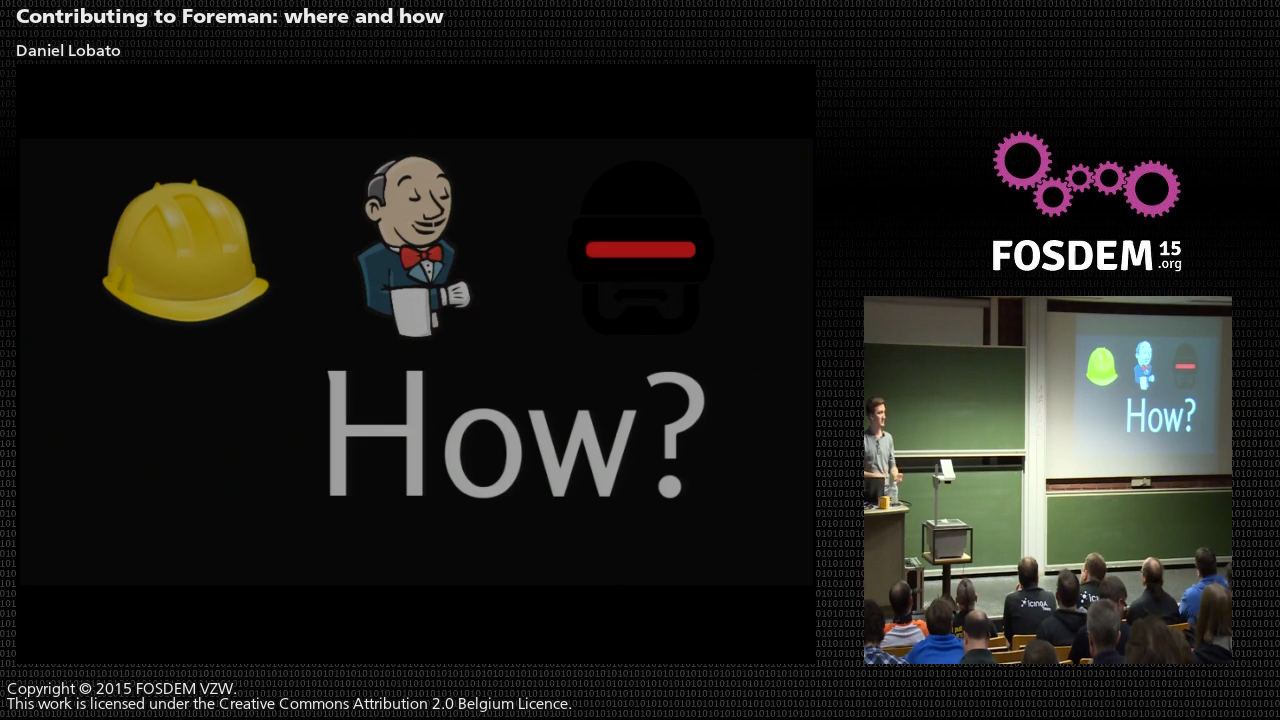 Contributing to Foreman: where and how
Daniel Lobato
How?
FOSDEM 15
.org
How?
icinga
Copyright © 2015 FOSDEM VZW.
This work is licensed under the Creative Commons Attribution 2.0 Belgium Licence.